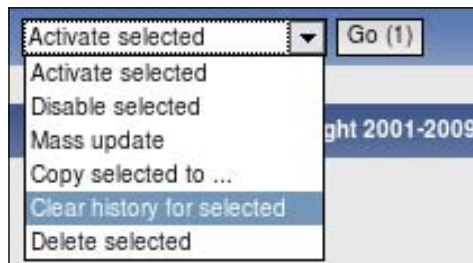 Activate selected Go (1)
Activate selected
Disable selected
Mass update
ght 2001-2009
Copy selected to ...
Clear history for selected
Delete selected